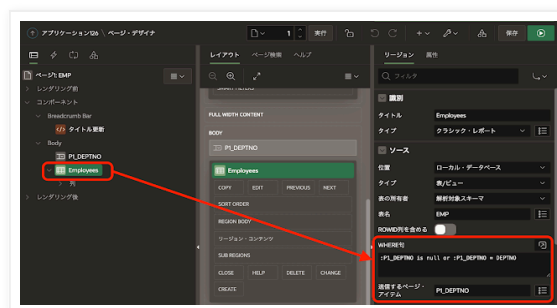 アプリケーション126 \ ページ・デザイナ
1
実行
保存
ページ1: EMP
レンダリング前
コンポーネント
Breadcrumb Bar
タイトル更新
Body
P1_DEPTNO
Employees
列
レンダリング後
レイアウト ページ検索 ヘルプ
FULL WIDTH CONTENT
BODY
P1_DEPTNO
Employees
COPY EDIT PREVIOUS NEXT
SORT ORDER
REGION BODY
リージョン・コンテンツ
SUB REGIONS
CLOSE HELP DELETE CHANGE
CREATE
リージョン 属性
フィルタ
識別
タイトル Employees
タイプ クラシック・レポート
ソース
位置 ローカル・データベース
タイプ 表/ビュー
表の所有者 解析対象スキーマ
表名 EMP
ROWID列を含める
WHERE句
:P1_DEPTNO is null or :P1_DEPTNO = DEPTNO
送信するページ・
アイテム P1_DEPTNO